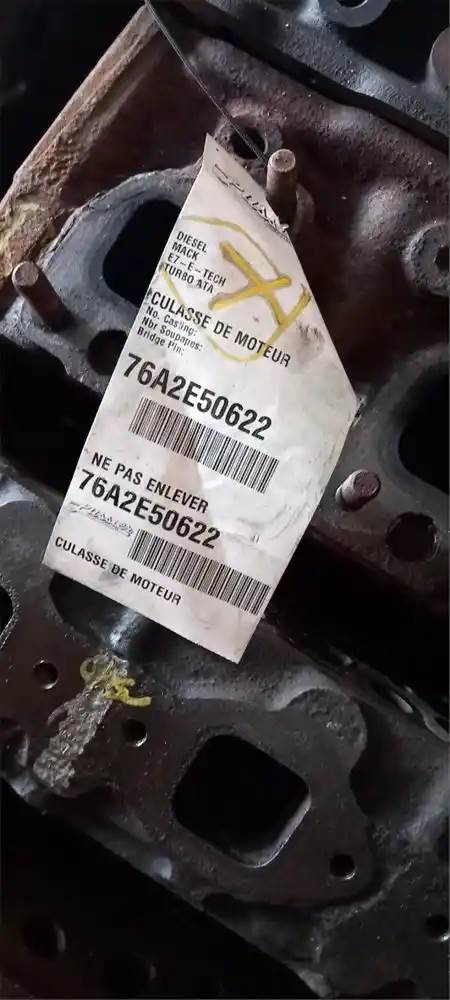 DIESEL
MACK
E7-E-TECH
TURBO ATA
CULASSE DE MOTEUR
No. Casting:
Nbr Soupapes:
Bridge Pin:
76A2E50622
NE PAS ENLEVER
76A2E50622
CULASSE DE MOTEUR